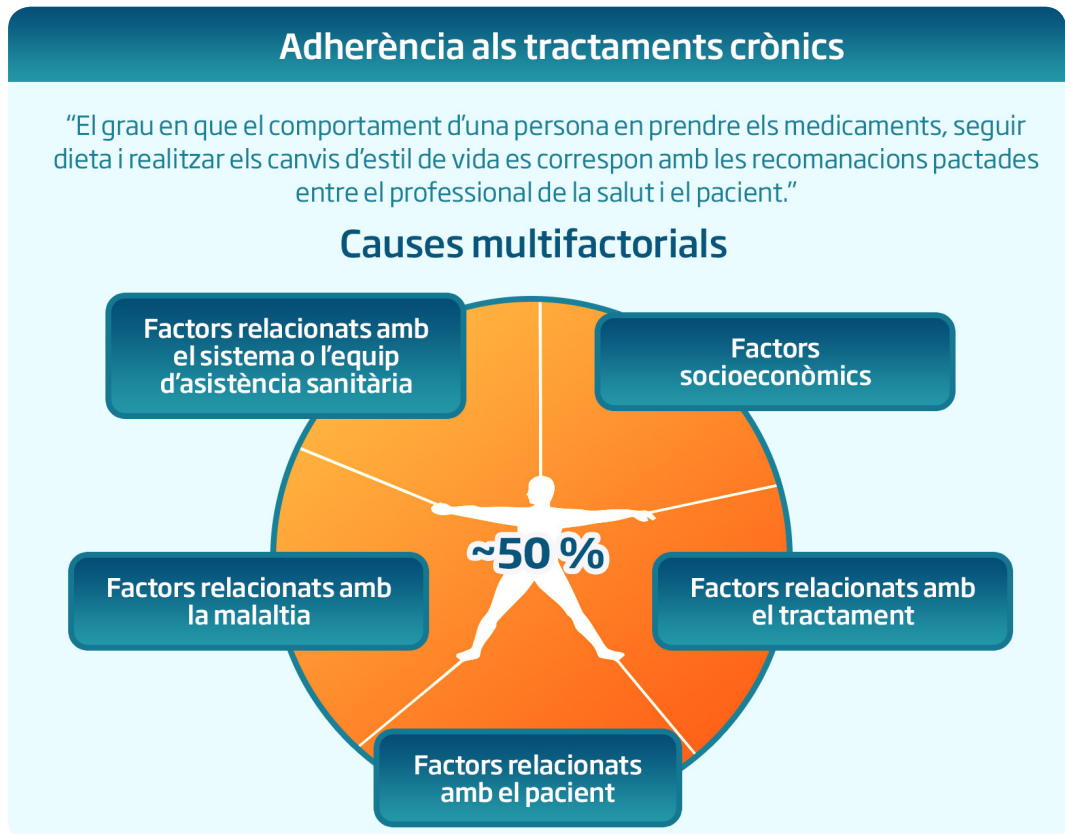 Adherència als tractaments crònics
“El grau en que el comportament d’una persona en prendre els medicaments, seguir
dieta i realitzar els canvis d’estil de vida es correspon amb les recomanacions pactades
entre el professional de la salut i el pacient.”
Causes multifactorials
Factors relacionats amb
el sistema o l’equip
d’asistència sanitària
Factors
socioeconòmics
~50 %
Factors relacionats amb
la malaltia
Factors relacionats amb
el tractament
Factors relacionats
amb el pacient